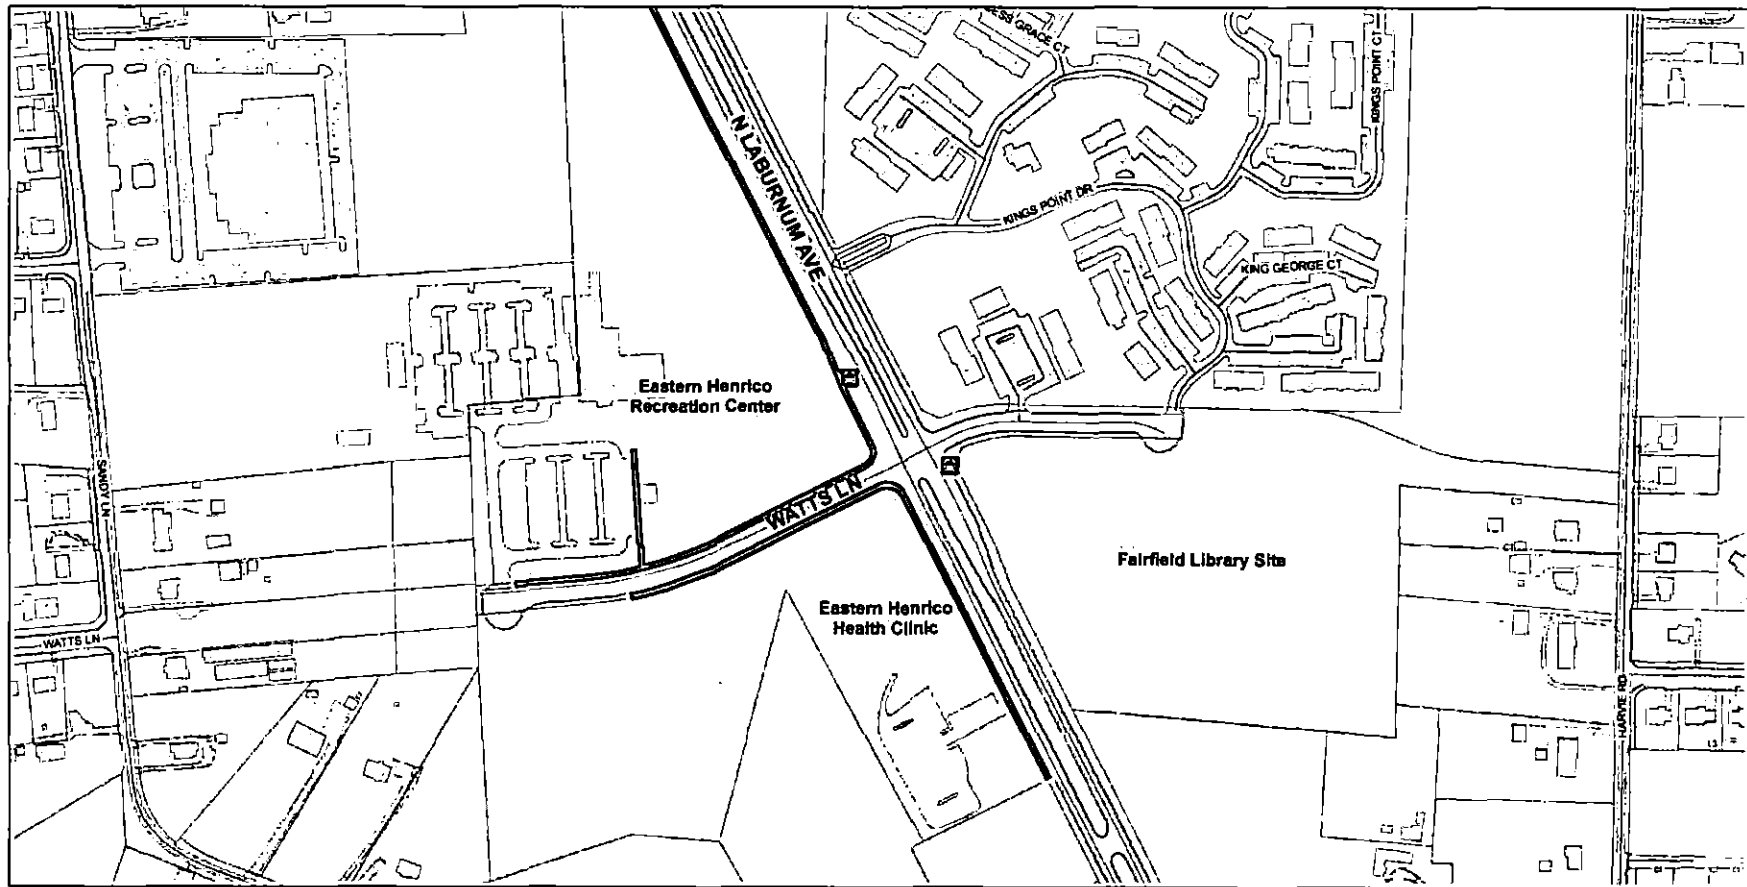 GRACE CT
KINGS POINT CT
N LABURNUM AVE
KINGS POINT DR
KING GEORGE CT
Eastern Henrico
Recreation Center
SANDY LN
WATTS LN
Fairfield Library Site
Eastern Henrico
Health Clinic
WATTS LN
HARVIE RD